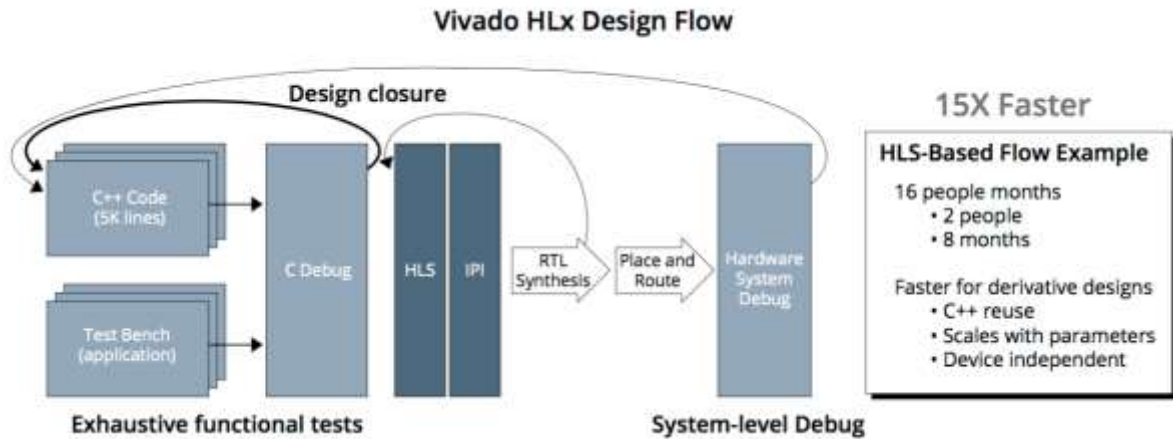 Vivado HLx Design Flow
Design closure
15X Faster
C++ Code
(5K lines)
Test Bench
(application)
C Debug
HLS
IPI
RTL
Synthesis
Place and
Route
Hardware
System
Debug
Exhaustive functional tests
System-level Debug
HLS-Based Flow Example
16 people months
• 2 people
• 8 months
Faster for derivative designs
• C++ reuse
• Scales with parameters
• Device independent